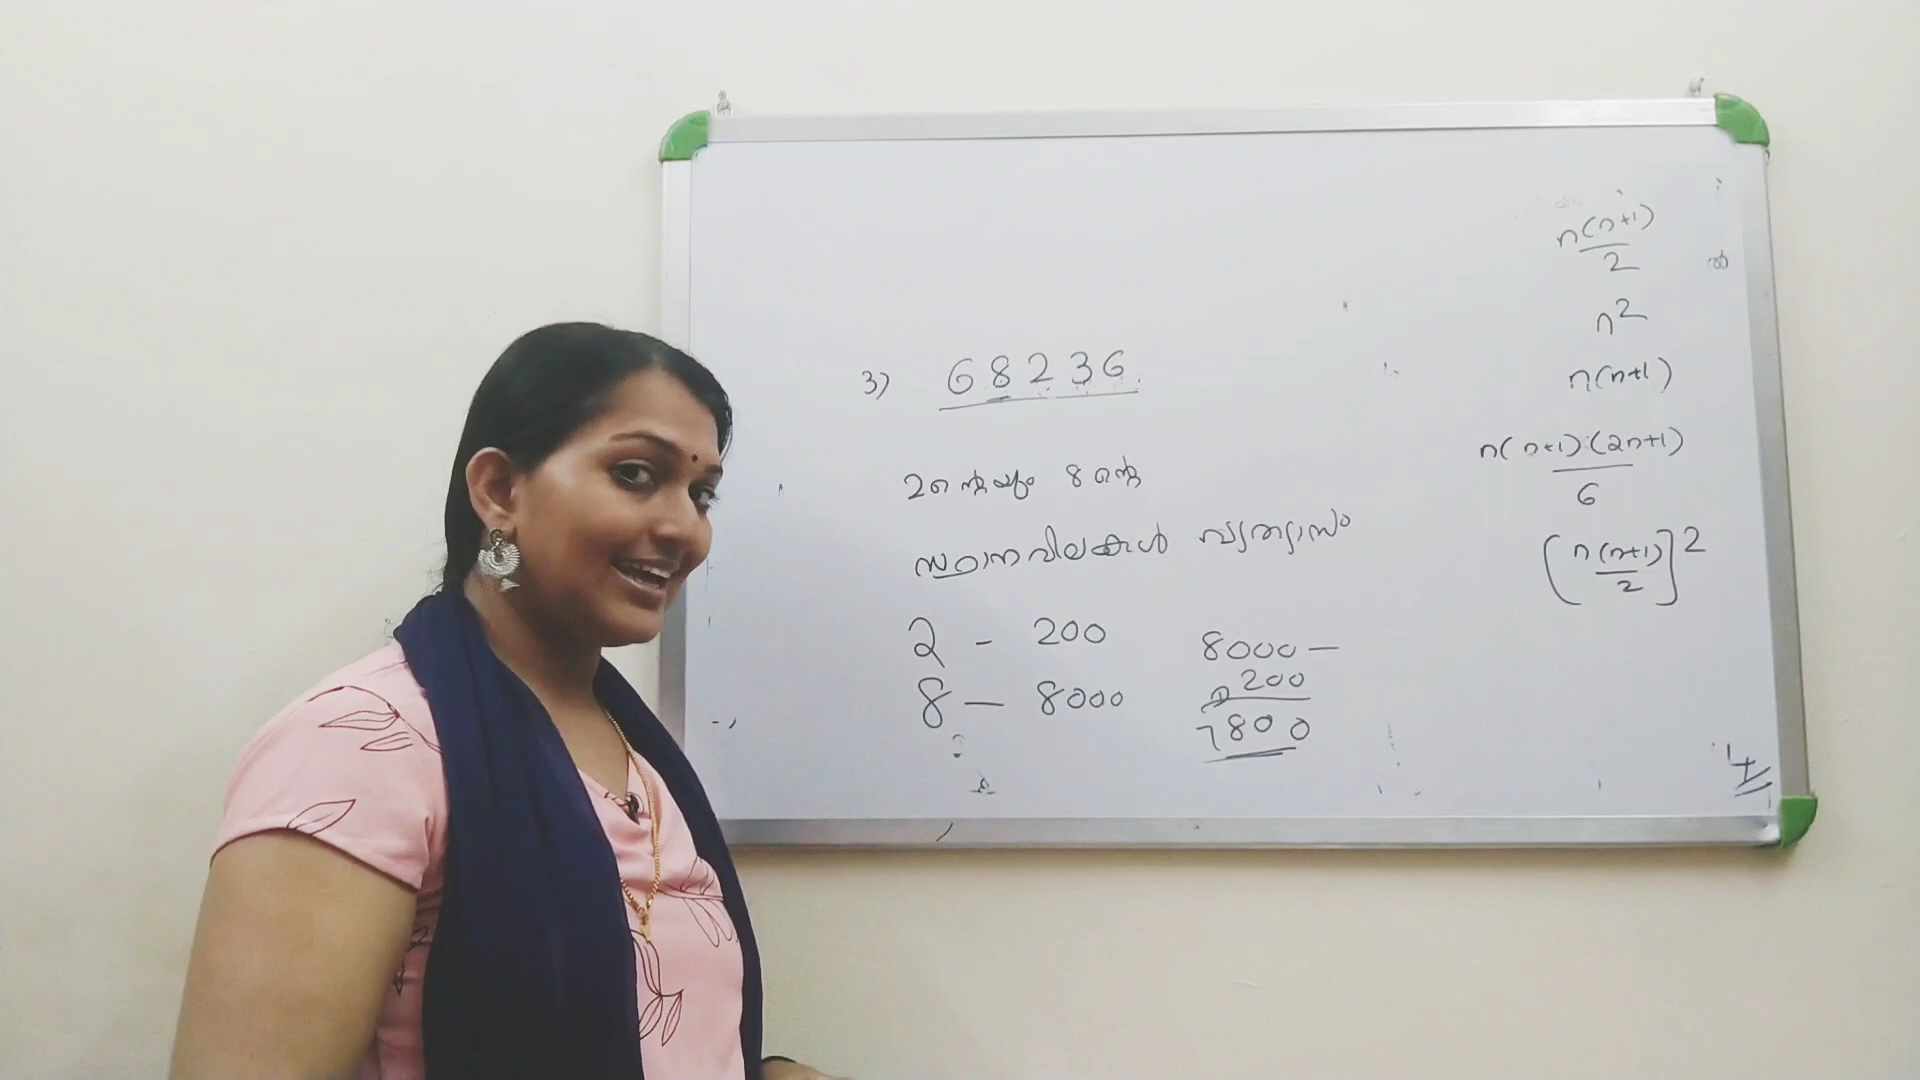 3) 68236
2ന്റെയും 8ന്റെ
സ്ഥാനവിലകൾ വ്യത്യാസം
2 - 200
8 - 8000
8000 -
200
7800
n(n+1)
2
n²
n(n+1)
n(n+1)(2n+1)
6
[n(n+1)/2]²